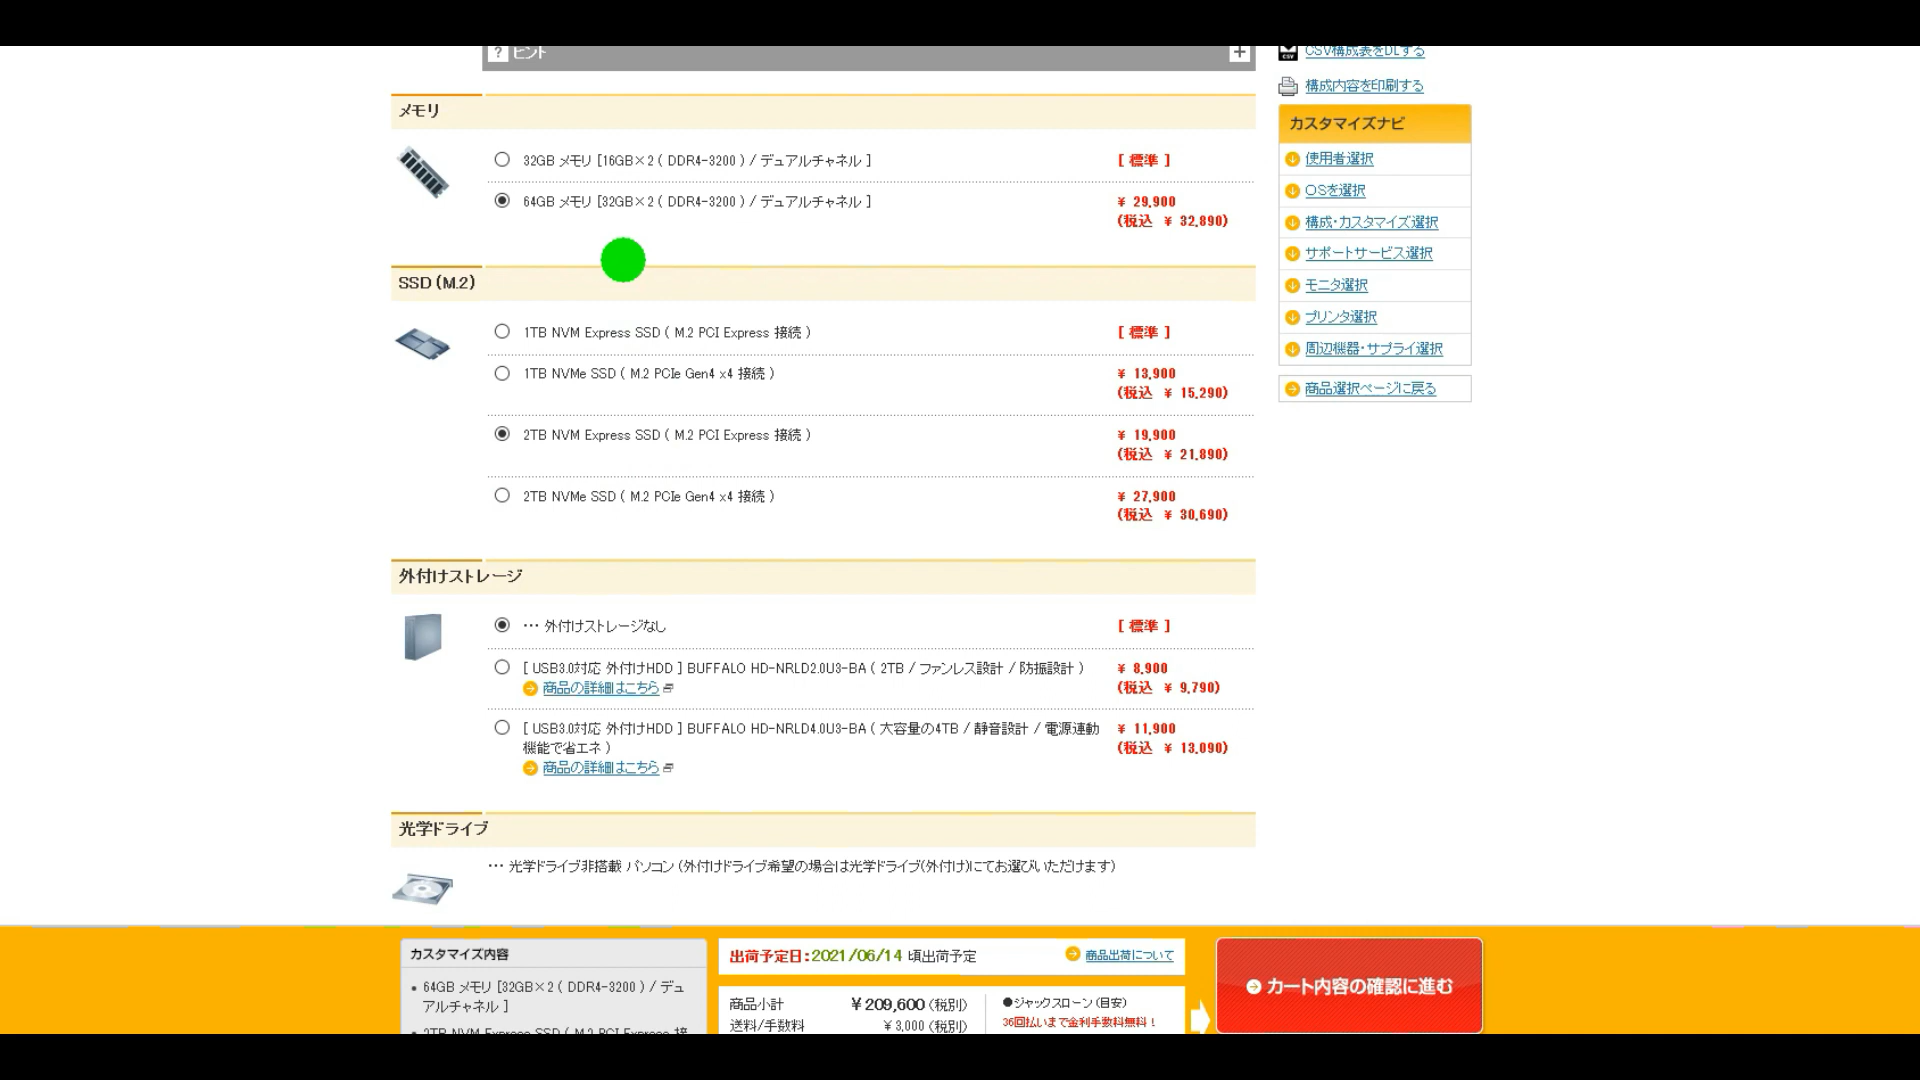 ? ヒント
CSV構成表をDLする
構成内容を印刷する
カスタマイズナビ
使用者選択
OSを選択
構成・カスタマイズ選択
サポートサービス選択
モニタ選択
プリンタ選択
周辺機器・サプライ選択
商品選択ページに戻る
メモリ
32GB メモリ [16GB×2 ( DDR4-3200 ) / デュアルチャネル ] [ 標準 ]
64GB メモリ [32GB×2 ( DDR4-3200 ) / デュアルチャネル ] ¥ 29,900
(税込 ¥ 32,890)
SSD (M.2)
1TB NVM Express SSD ( M.2 PCI Express 接続 ) [ 標準 ]
1TB NVMe SSD ( M.2 PCIe Gen4 x4 接続 ) ¥ 13,900
(税込 ¥ 15,290)
2TB NVM Express SSD ( M.2 PCI Express 接続 ) ¥ 19,900
(税込 ¥ 21,890)
2TB NVMe SSD ( M.2 PCIe Gen4 x4 接続 ) ¥ 27,900
(税込 ¥ 30,690)
外付けストレージ
… 外付けストレージなし [ 標準 ]
[ USB3.0対応 外付けHDD ] BUFFALO HD-NRLD2.0U3-BA ( 2TB / ファンレス設計 / 防振設計 ) ¥ 8,900
商品の詳細はこちら (税込 ¥ 9,790)
[ USB3.0対応 外付けHDD ] BUFFALO HD-NRLD4.0U3-BA ( 大容量の4TB / 静音設計 / 電源連動 ¥ 11,900
機能で省エネ ) (税込 ¥ 13,090)
商品の詳細はこちら
光学ドライブ
… 光学ドライブ非搭載 パソコン (外付けドライブ希望の場合は光学ドライブ(外付け)にてお選びいただけます)
カスタマイズ内容
• 64GB メモリ [32GB×2 ( DDR4-3200 ) / デュ
アルチャネル ]
• 2TB NVM Express SSD ( M.2 PCI Express 接
出荷予定日:2021/06/14 頃出荷予定
商品出荷について
商品小計 ¥209,600 (税別)
送料/手数料 ¥3,000 (税別)
●ジャックスローン (目安)
36回払いまで金利手数料無料！
カート内容の確認に進む